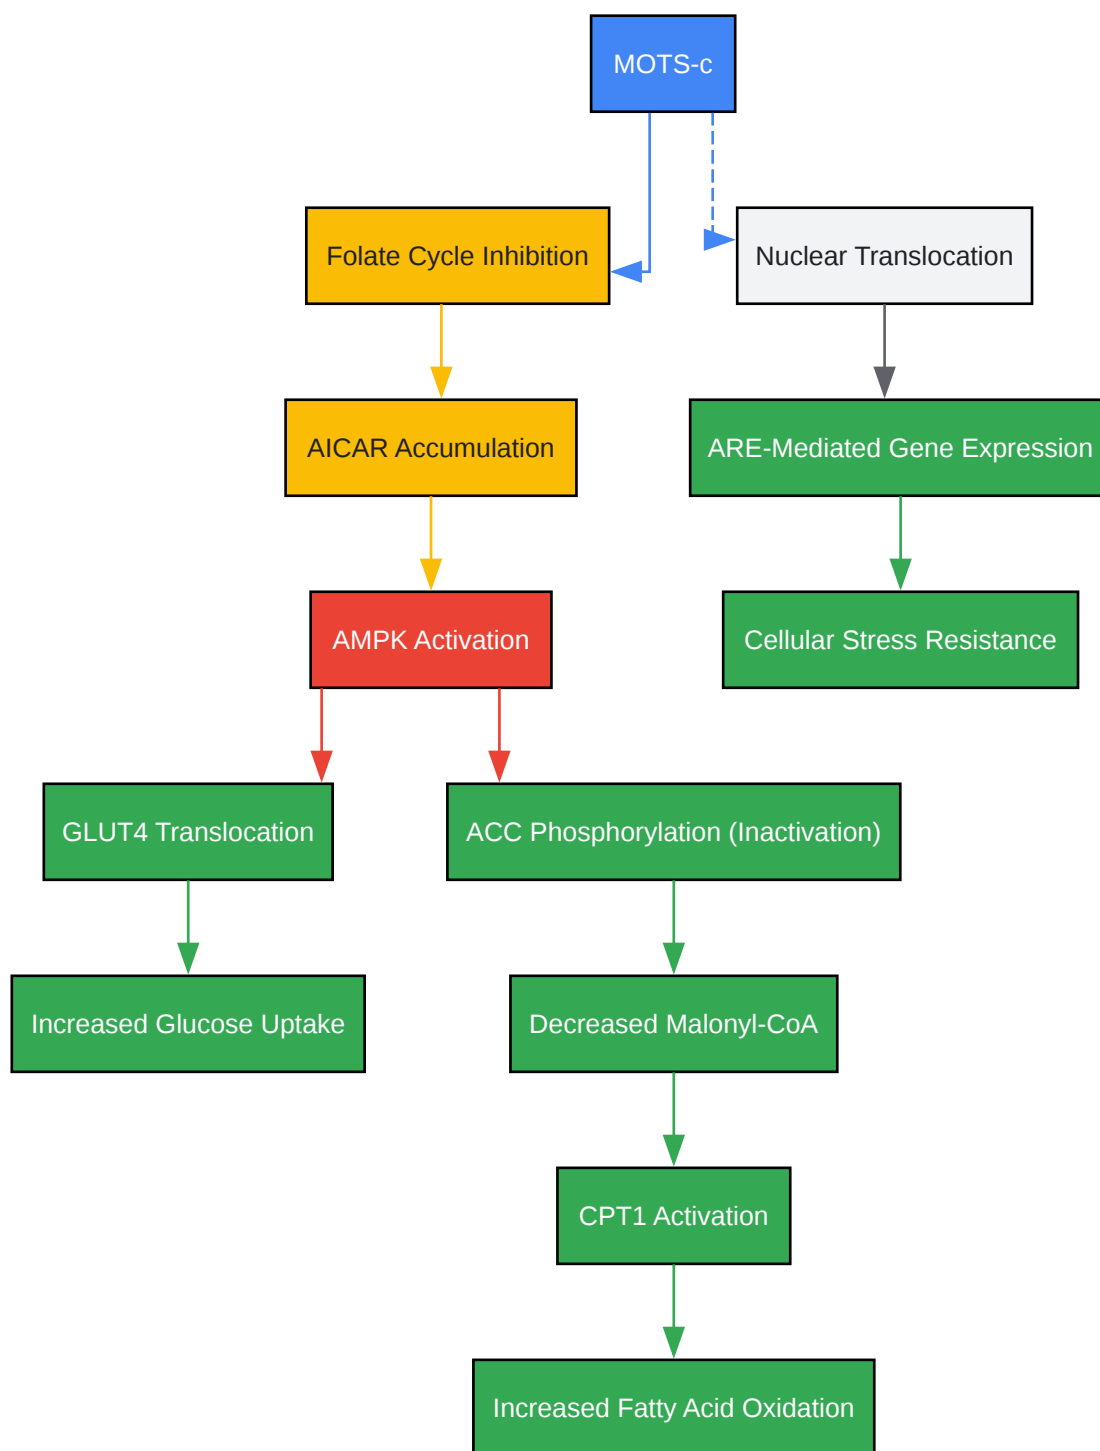 MOTS-c
Folate Cycle Inhibition
Nuclear Translocation
AICAR Accumulation
ARE-Mediated Gene Expression
AMPK Activation
Cellular Stress Resistance
GLUT4 Translocation
ACC Phosphorylation (Inactivation)
Increased Glucose Uptake
Decreased Malonyl-CoA
CPT1 Activation
Increased Fatty Acid Oxidation